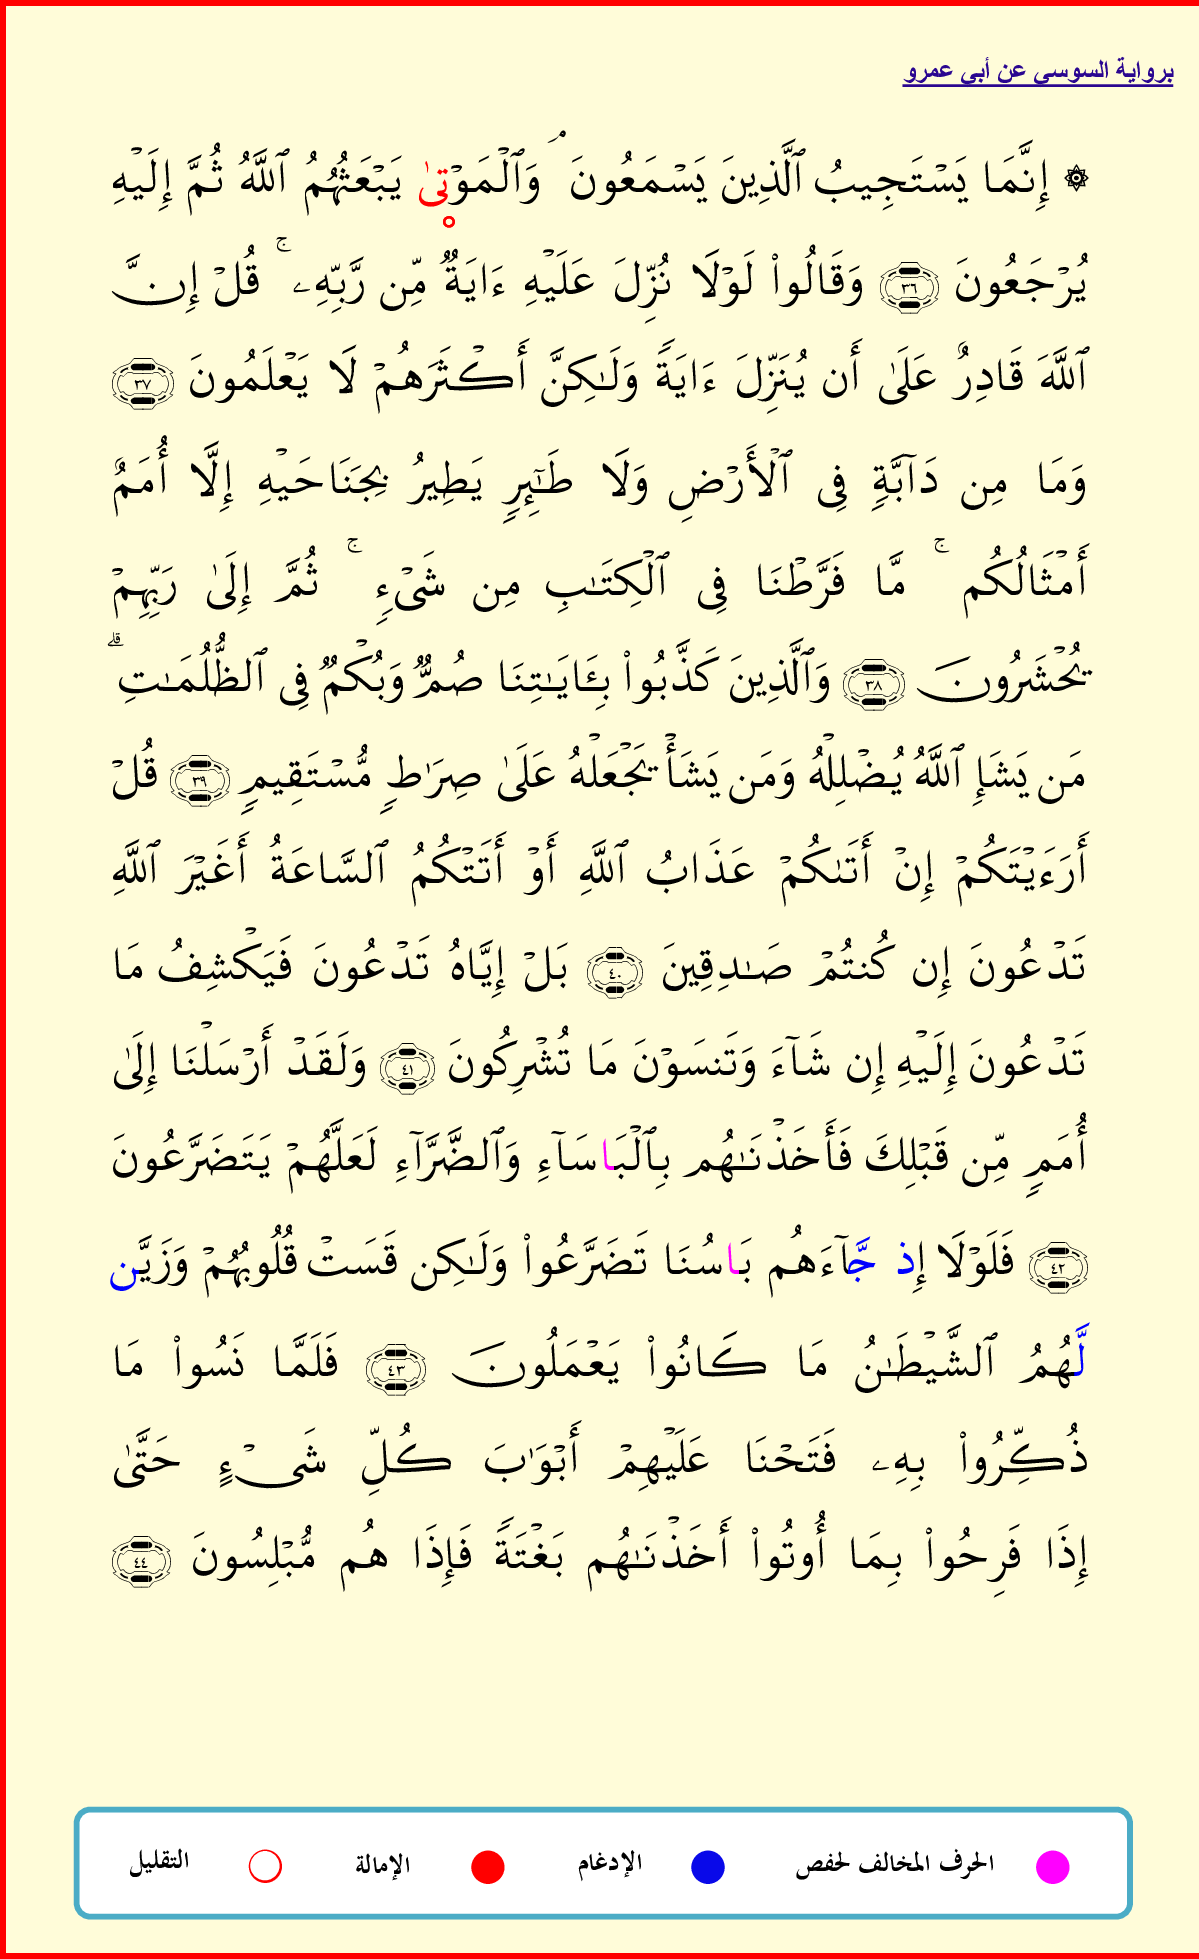 برواية السوسي عن أبي عمرو
۞ إِنَّمَا يَسْتَجِيبُ ٱلَّذِينَ يَسْمَعُونَ ۘ وَٱلْمَوْتَىٰ يَبْعَثُهُمُ ٱللَّهُ ثُمَّ إِلَيْهِ
يُرْجَعُونَ ٣٦ وَقَالُوا۟ لَوْلَا نُزِّلَ عَلَيْهِ ءَايَةٌ مِّن رَّبِّهِۦ ۚ قُلْ إِنَّ
ٱللَّهَ قَادِرٌ عَلَىٰ أَن يُنَزِّلَ ءَايَةً وَلَـٰكِنَّ أَكْثَرَهُمْ لَا يَعْلَمُونَ ٣٧
وَمَا مِن دَآبَّةٍ فِى ٱلْأَرْضِ وَلَا طَـٰٓئِرٍ يَطِيرُ بِجَنَاحَيْهِ إِلَّا أُمَمٌ
أَمْثَالُكُم ۚ مَّا فَرَّطْنَا فِى ٱلْكِتَـٰبِ مِن شَىْءٍ ۚ ثُمَّ إِلَىٰ رَبِّهِمْ
يُحْشَرُونَ ٣٨ وَٱلَّذِينَ كَذَّبُوا۟ بِـَٔايَـٰتِنَا صُمٌّ وَبُكْمٌ فِى ٱلظُّلُمَـٰتِ ۗ
مَن يَشَإِ ٱللَّهُ يُضْلِلْهُ وَمَن يَشَأْ يَجْعَلْهُ عَلَىٰ صِرَٰطٍ مُّسْتَقِيمٍ ٣٩ قُلْ
أَرَءَيْتَكُمْ إِنْ أَتَىٰكُمْ عَذَابُ ٱللَّهِ أَوْ أَتَتْكُمُ ٱلسَّاعَةُ أَغَيْرَ ٱللَّهِ
تَدْعُونَ إِن كُنتُمْ صَـٰدِقِينَ ٤٠ بَلْ إِيَّاهُ تَدْعُونَ فَيَكْشِفُ مَا
تَدْعُونَ إِلَيْهِ إِن شَآءَ وَتَنسَوْنَ مَا تُشْرِكُونَ ٤١ وَلَقَدْ أَرْسَلْنَا إِلَىٰ
أُمَمٍ مِّن قَبْلِكَ فَأَخَذْنَـٰهُم بِٱلْبَاسَآءِ وَٱلضَّرَّآءِ لَعَلَّهُمْ يَتَضَرَّعُونَ
٤٢ فَلَوْلَا إِذ جَّآءَهُم بَاسُنَا تَضَرَّعُوا۟ وَلَـٰكِن قَسَتْ قُلُوبُهُمْ وَزَيَّن
لَّهُمُ ٱلشَّيْطَـٰنُ مَا كَانُوا۟ يَعْمَلُونَ ٤٣ فَلَمَّا نَسُوا۟ مَا
ذُكِّرُوا۟ بِهِۦ فَتَحْنَا عَلَيْهِمْ أَبْوَٰبَ كُلِّ شَىْءٍ حَتَّىٰ
إِذَا فَرِحُوا۟ بِمَا أُوتُوا۟ أَخَذْنَـٰهُم بَغْتَةً فَإِذَا هُم مُّبْلِسُونَ ٤٤
الحرف المخالف لحفص الإدغام الإمالة التقليل